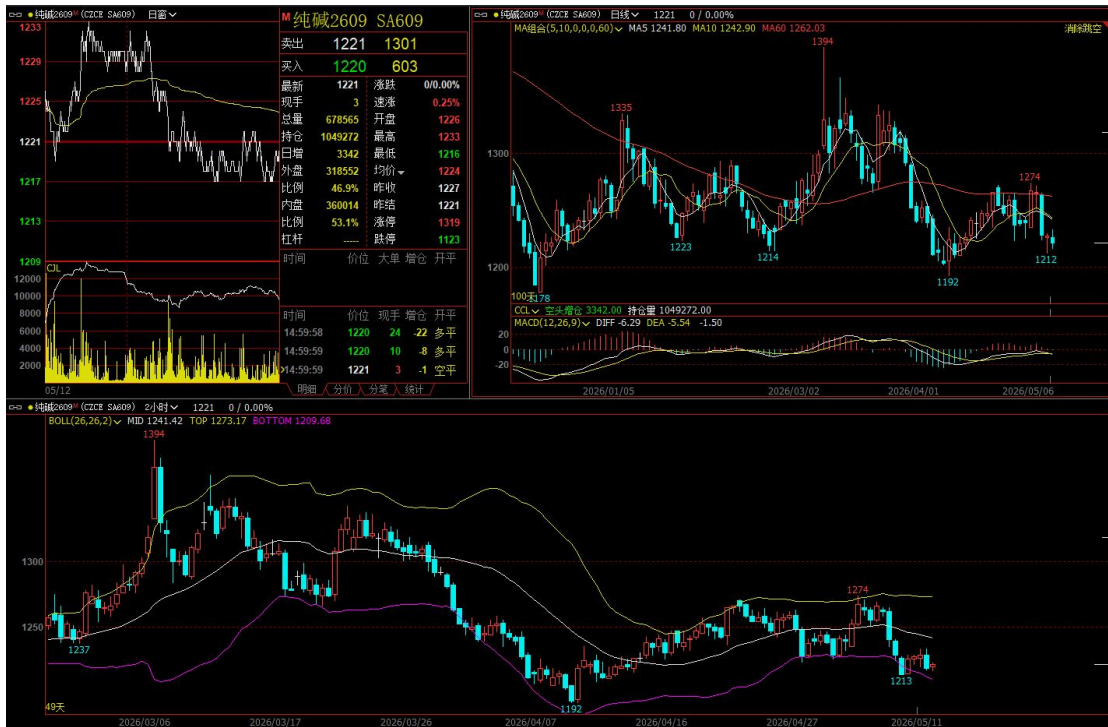 纯碱2609ᴹ (CZCE SA609) 日窗
1233
1229
1225
1221
1217
1213
1209
CJL
12000
10000
8000
6000
4000
2000
05/12
M 纯碱2609 SA609
卖出 1221 1301
买入 1220 603
最新 1221 涨跌 0/0.00%
现手 3 速涨 0.25%
总量 678565 开盘 1226
持仓 1049272 最高 1233
日增 3342 最低 1216
外盘 318552 均价 1224
比例 46.9% 昨收 1227
内盘 360014 昨结 1221
比例 53.1% 涨停 1319
杠杆 ----- 跌停 1123
时间 价位 大单 增仓 开平
时间 价位 现手 增仓 开平
14:59:58 1220 24 -22 多平
14:59:59 1220 10 -8 多平
14:59:59 1221 3 -1 空平
明细 分价 分笔 统计
纯碱2609ᴹ (CZCE SA609) 日线 1221 0 / 0.00%
MA组合(5,10,0,0,0,60) MA5 1241.80 MA10 1242.90 MA60 1262.03 消除跳空
1394
1335
1300
1274
1223
1214
1212
1200
1192
1178
100天
CCL 空头增仓 3342.00 持仓量 1049272.00
MACD(12,26,9) DIFF -6.29 DEA -5.54 -1.50
20
-20
2026/01/05 2026/03/02 2026/04/01 2026/05/06
纯碱2609ᴹ (CZCE SA609) 2小时 1221 0 / 0.00%
BOLL(26,26,2) MID 1241.42 TOP 1273.17 BOTTOM 1209.68
1394
1300
1274
1250
1237
1213
1192
49天
2026/03/06 2026/03/17 2026/03/26 2026/04/07 2026/04/16 2026/04/27 2026/05/11